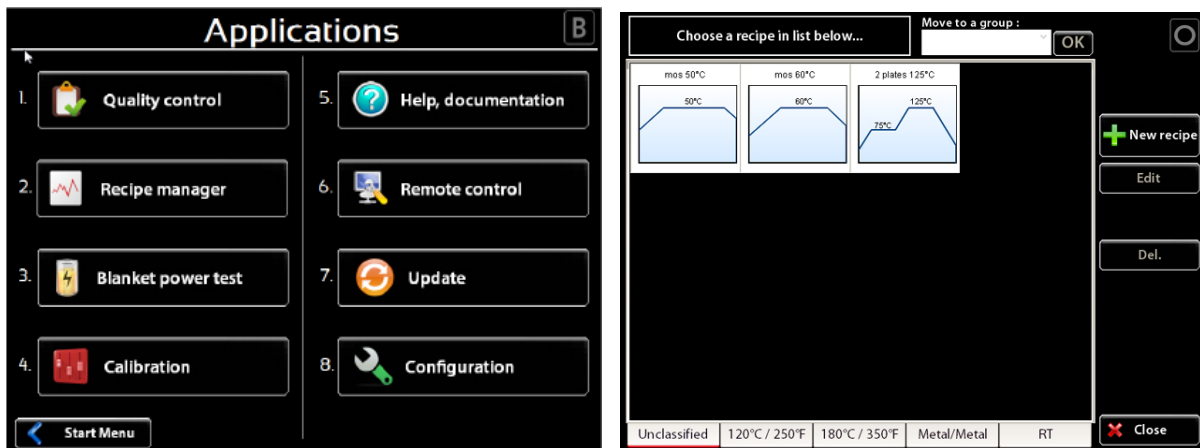 Applications
B
1. Quality control
2. Recipe manager
3. Blanket power test
4. Calibration
5. Help, documentation
6. Remote control
7. Update
8. Configuration
Start Menu
Choose a recipe in list below...
Move to a group :
OK
mos 50°C
50°C
mos 60°C
60°C
2 plates 125°C
75°C
125°C
New recipe
Edit
Del.
Unclassified
120°C / 250°F
180°C / 350°F
Metal/Metal
RT
Close